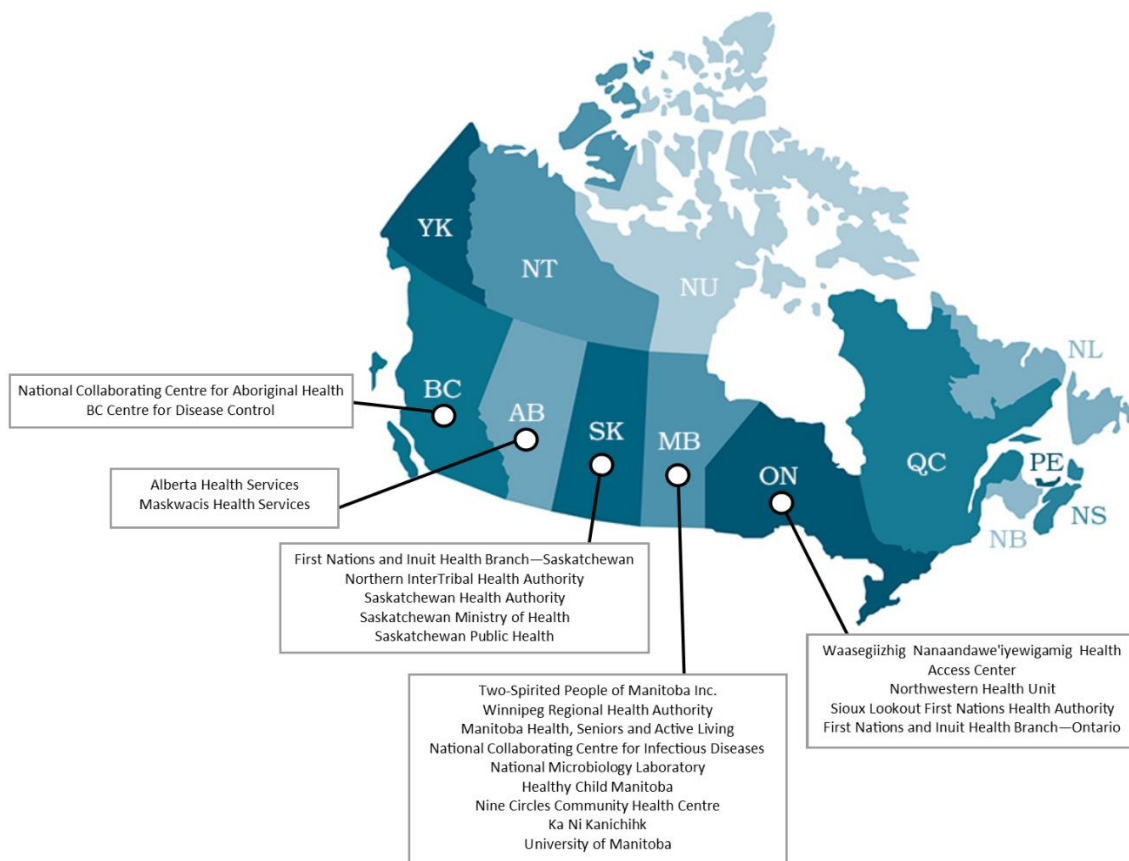 YK
NT
NU
NL
BC
AB
SK
MB
ON
QC
PE
NS
NB
National Collaborating Centre for Aboriginal Health
BC Centre for Disease Control
Alberta Health Services
Maskwacis Health Services
First Nations and Inuit Health Branch—Saskatchewan
Northern InterTribal Health Authority
Saskatchewan Health Authority
Saskatchewan Ministry of Health
Saskatchewan Public Health
Two-Spirited People of Manitoba Inc.
Winnipeg Regional Health Authority
Manitoba Health, Seniors and Active Living
National Collaborating Centre for Infectious Diseases
National Microbiology Laboratory
Healthy Child Manitoba
Nine Circles Community Health Centre
Ka Ni Kanichihk
University of Manitoba
Waasegiizhig Nanaandawe'iyewigamig Health
Access Center
Northwestern Health Unit
Sioux Lookout First Nations Health Authority
First Nations and Inuit Health Branch—Ontario